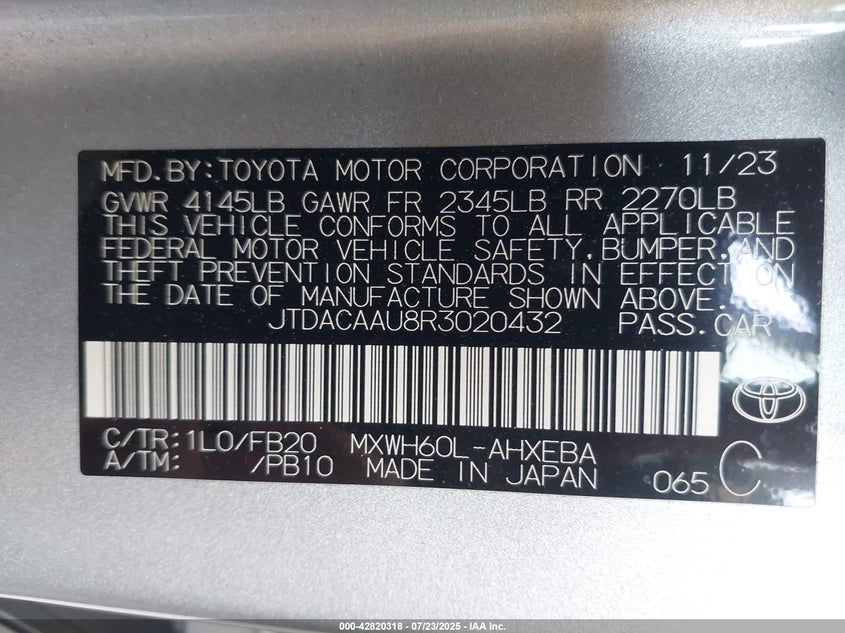 MFD.BY:TOYOTA MOTOR CORPORATION 11/23
GVWR 4145LB GAWR FR 2345LB RR 2270LB
THIS VEHICLE CONFORMS TO ALL APPLICABLE
FEDERAL MOTOR VEHICLE SAFETY,BUMPER,AND
THEFT PREVENTION STANDARDS IN EFFECT ON
THE DATE OF MANUFACTURE SHOWN ABOVE.
JTDACAAU8R3020432 PASS.CAR
C/TR:1L0/FB20 MXWH60L-AHXEBA
A/TM: /PB10 MADE IN JAPAN 065 C
000-42820318 - 07/23/2025 - IAA Inc.